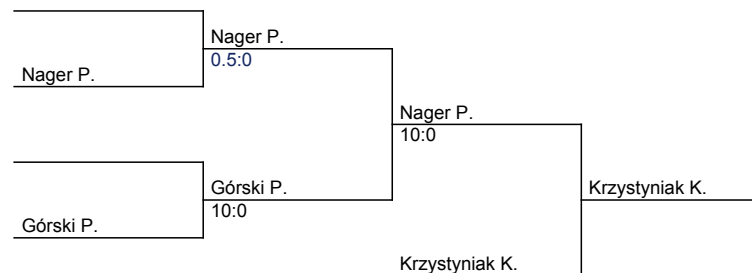 Nager P.
0.5:0
Nager P.
Nager P.
10:0
Górski P.
Krzystyniak K.
10:0
Górski P.
Krzystyniak K.